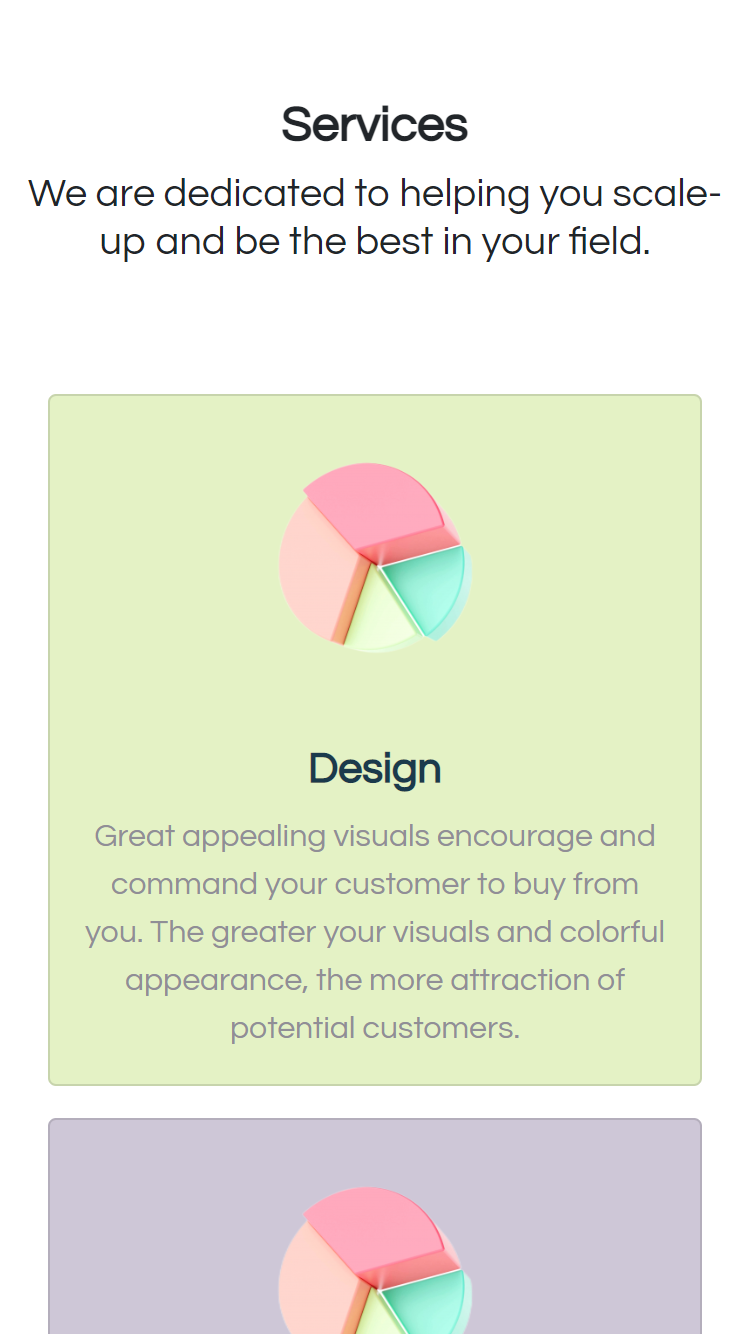 Services
We are dedicated to helping you scale-
up and be the best in your field.
Design
Great appealing visuals encourage and
command your customer to buy from
you. The greater your visuals and colorful
appearance, the more attraction of
potential customers.